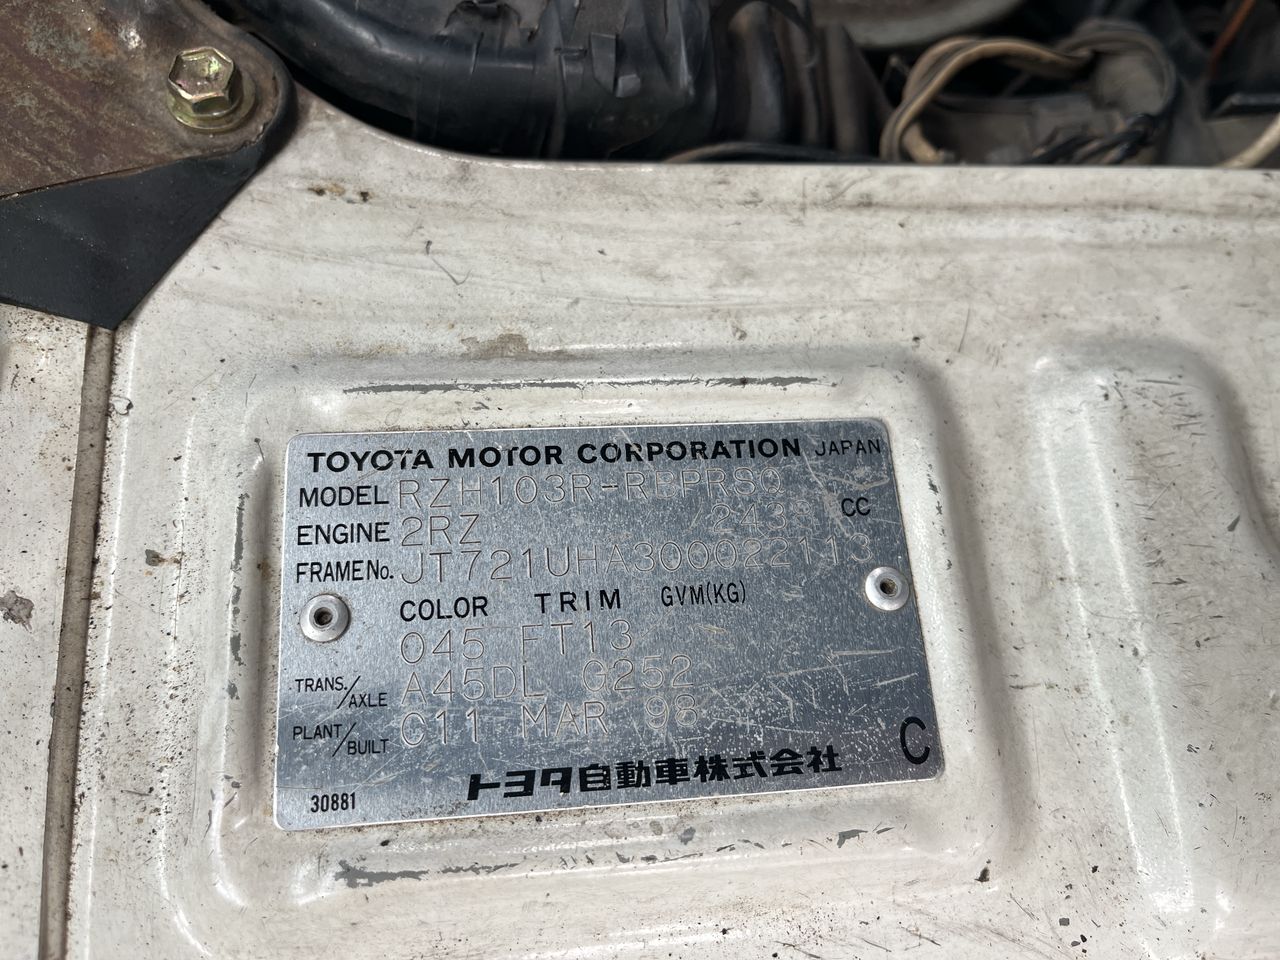 TOYOTA MOTOR CORPORATION JAPAN
MODEL RZH103R-RBPRSQ
ENGINE 2RZ 2438 CC
FRAME No. JT721UHA300022113
COLOR TRIM GVM(KG)
045 FT13
TRANS./AXLE A45DL G252
PLANT/BUILT C11 MAR 98
トヨタ自動車株式会社 C
30881